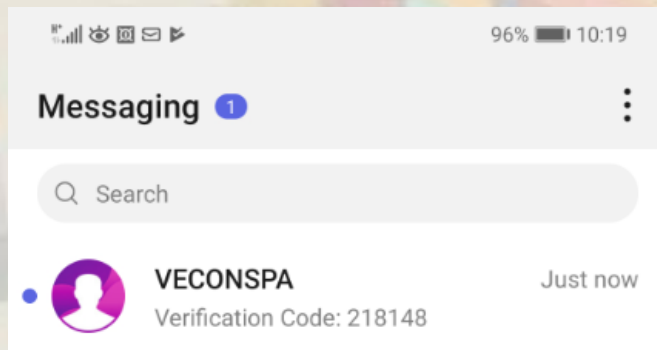 96% 10:19
Messaging 1
Search
VECONSPA Just now
Verification Code: 218148